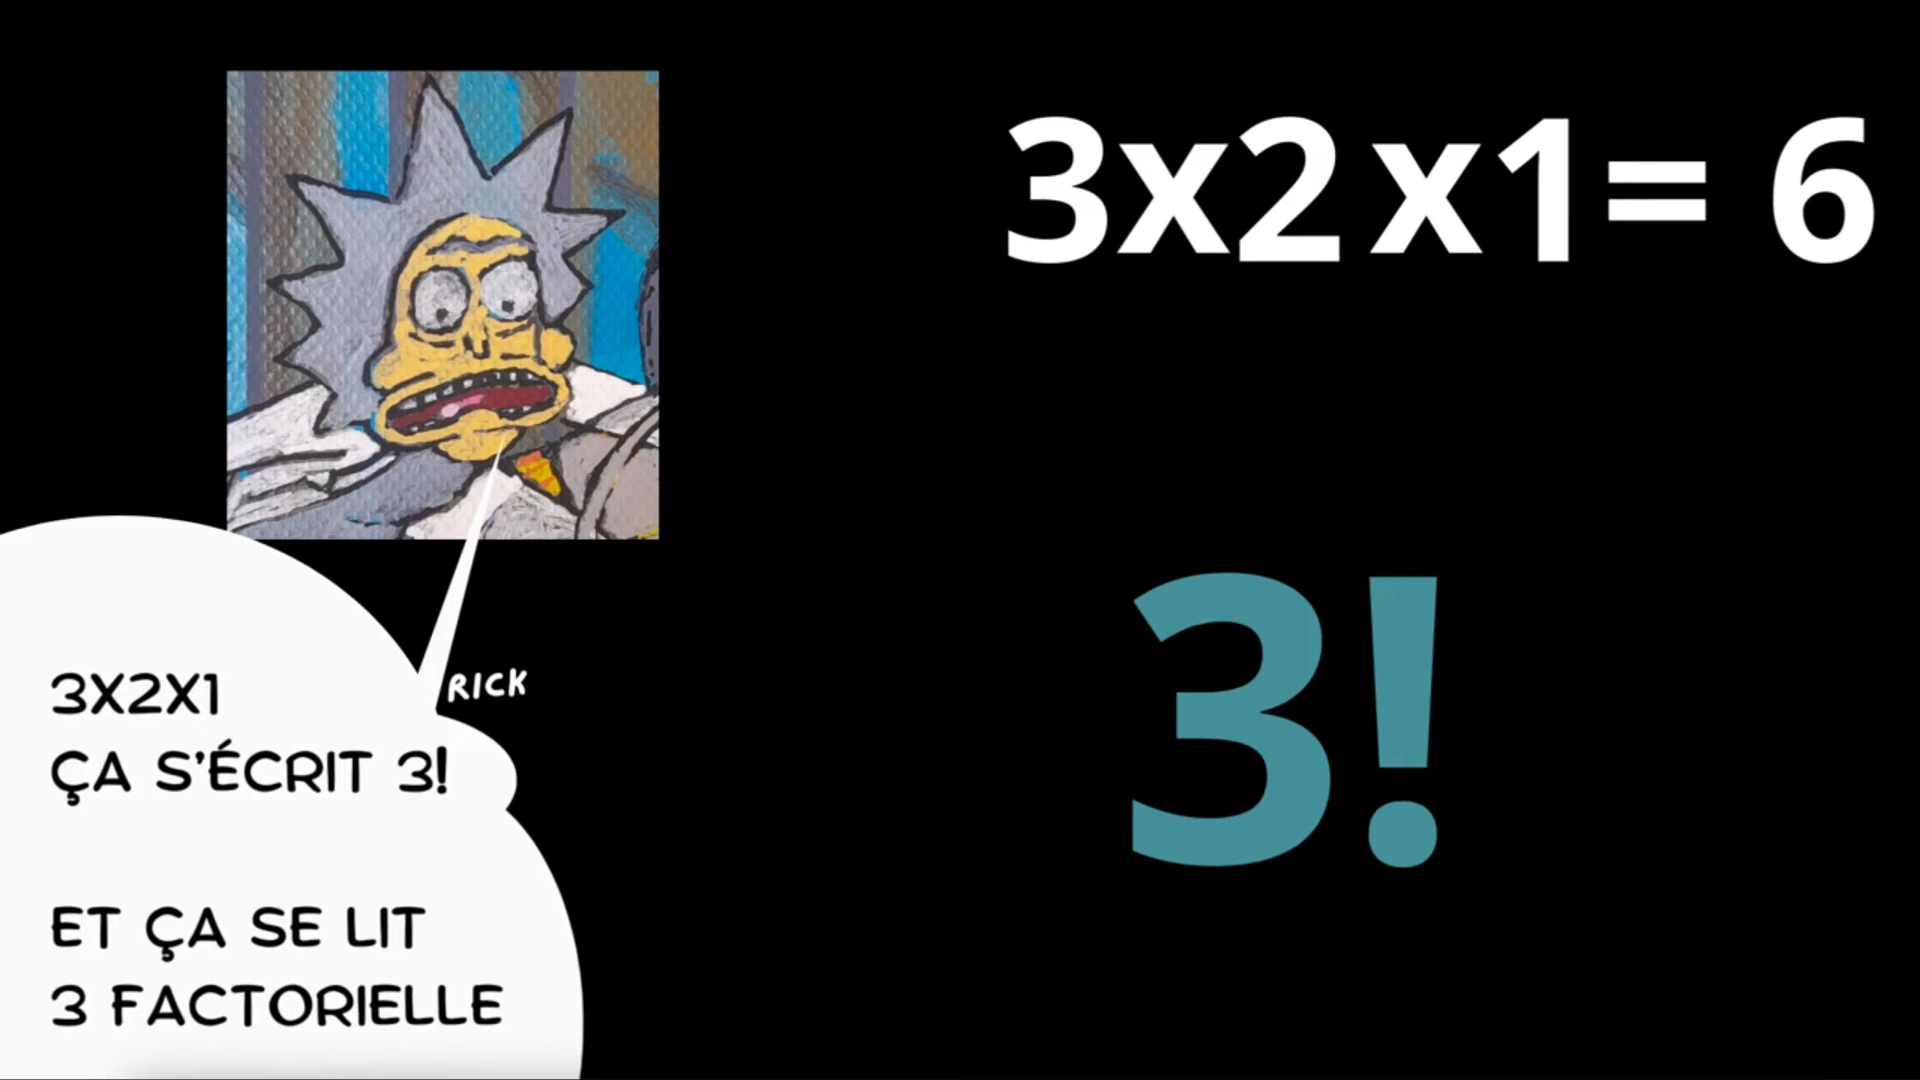 3x2x1= 6
3!
RICK
3X2X1
ÇA S'ÉCRIT 3!
ET ÇA SE LIT
3 FACTORIELLE